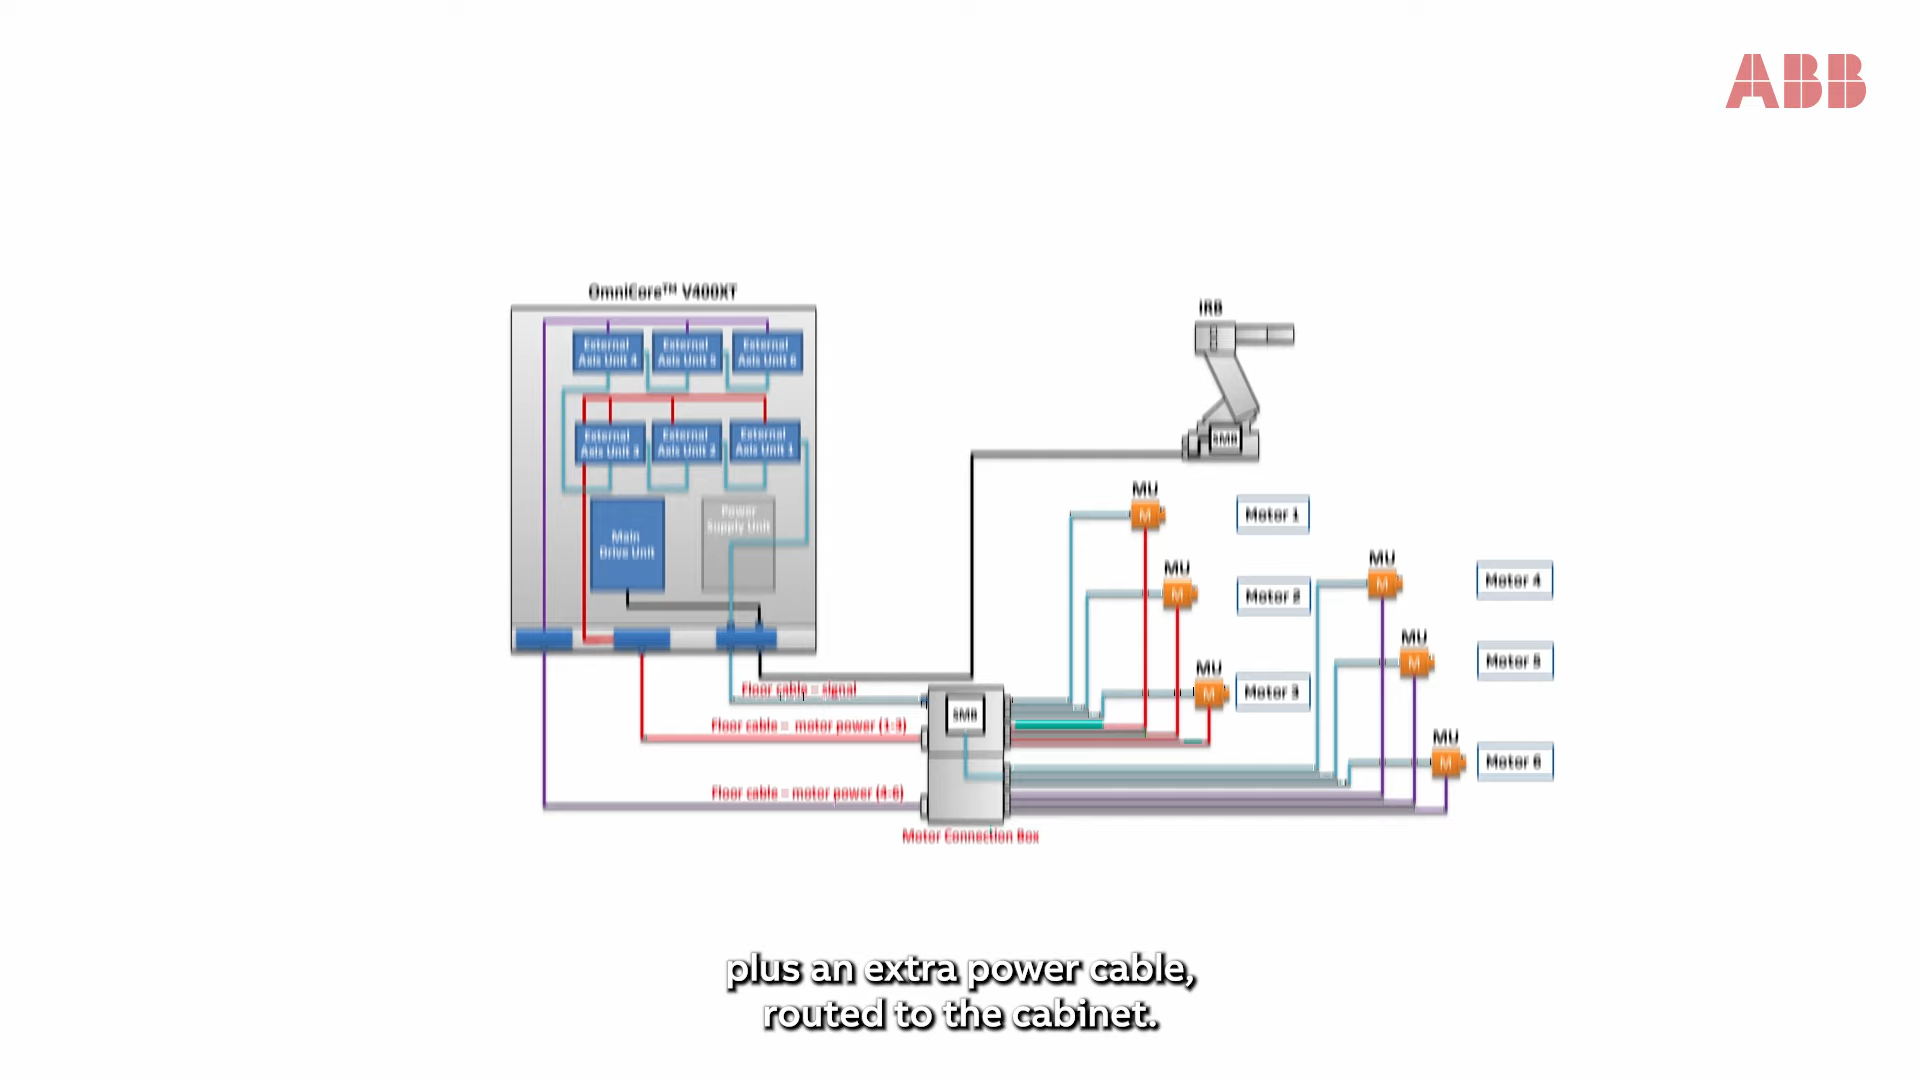 ABB
OmniCore™ V400XT
IRB
External
Axis Unit 4
External
Axis Unit 5
External
Axis Unit 6
External
Axis Unit 3
External
Axis Unit 2
External
Axis Unit 1
SMB
Main
Drive Unit
Power
Supply Unit
MU
M
Motor 1
MU
M
Motor 2
MU
M
Motor 3
MU
M
Motor 4
MU
M
Motor 5
MU
M
Motor 6
Floor cable = signal
Floor cable = motor power (1-3)
Floor cable = motor power (4-6)
SMB
Motor Connection Box
plus an extra power cable,
routed to the cabinet.